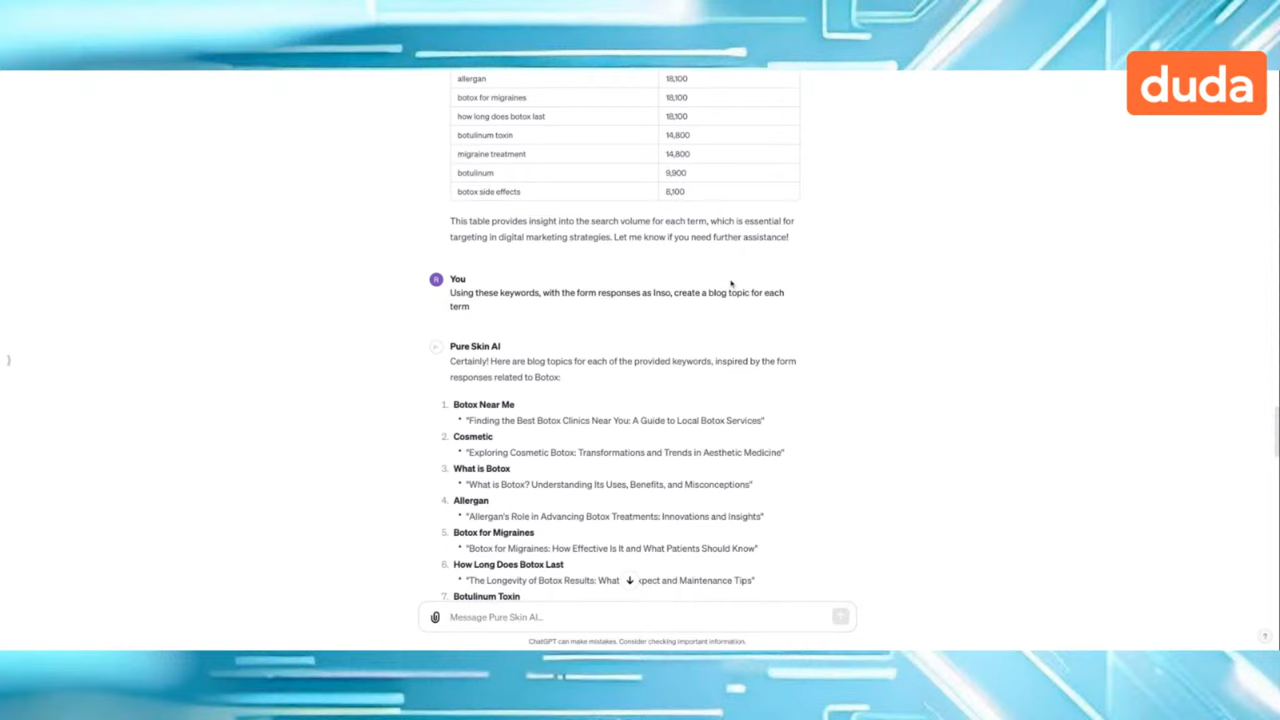 duda
allergan 18,100
botox for migraines 18,100
how long does botox last 18,100
botulinum toxin 14,800
migraine treatment 14,800
botulinum 9,900
botox side effects 8,100
This table provides insight into the search volume for each term, which is essential for
targeting in digital marketing strategies. Let me know if you need further assistance!
R You
Using these keywords, with the form responses as Inso, create a blog topic for each
term
Pure Skin AI
Certainly! Here are blog topics for each of the provided keywords, inspired by the form
responses related to Botox:
1. Botox Near Me
• "Finding the Best Botox Clinics Near You: A Guide to Local Botox Services"
2. Cosmetic
• "Exploring Cosmetic Botox: Transformations and Trends in Aesthetic Medicine"
3. What is Botox
• "What is Botox? Understanding Its Uses, Benefits, and Misconceptions"
4. Allergan
• "Allergan's Role in Advancing Botox Treatments: Innovations and Insights"
5. Botox for Migraines
• "Botox for Migraines: How Effective Is It and What Patients Should Know"
6. How Long Does Botox Last
• "The Longevity of Botox Results: What xpect and Maintenance Tips"
7. Botulinum Toxin
Message Pure Skin AI...
ChatGPT can make mistakes. Consider checking important information.
?